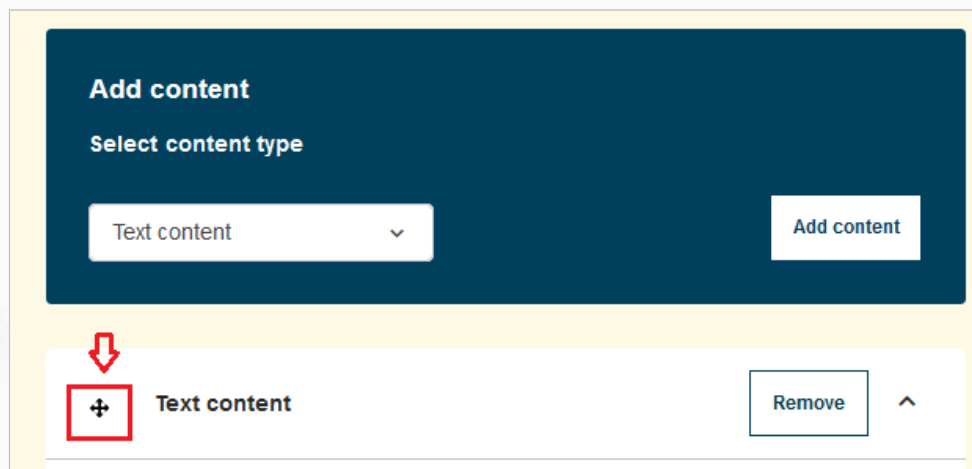 Add content
Select content type
Text content
Add content
Text content
Remove